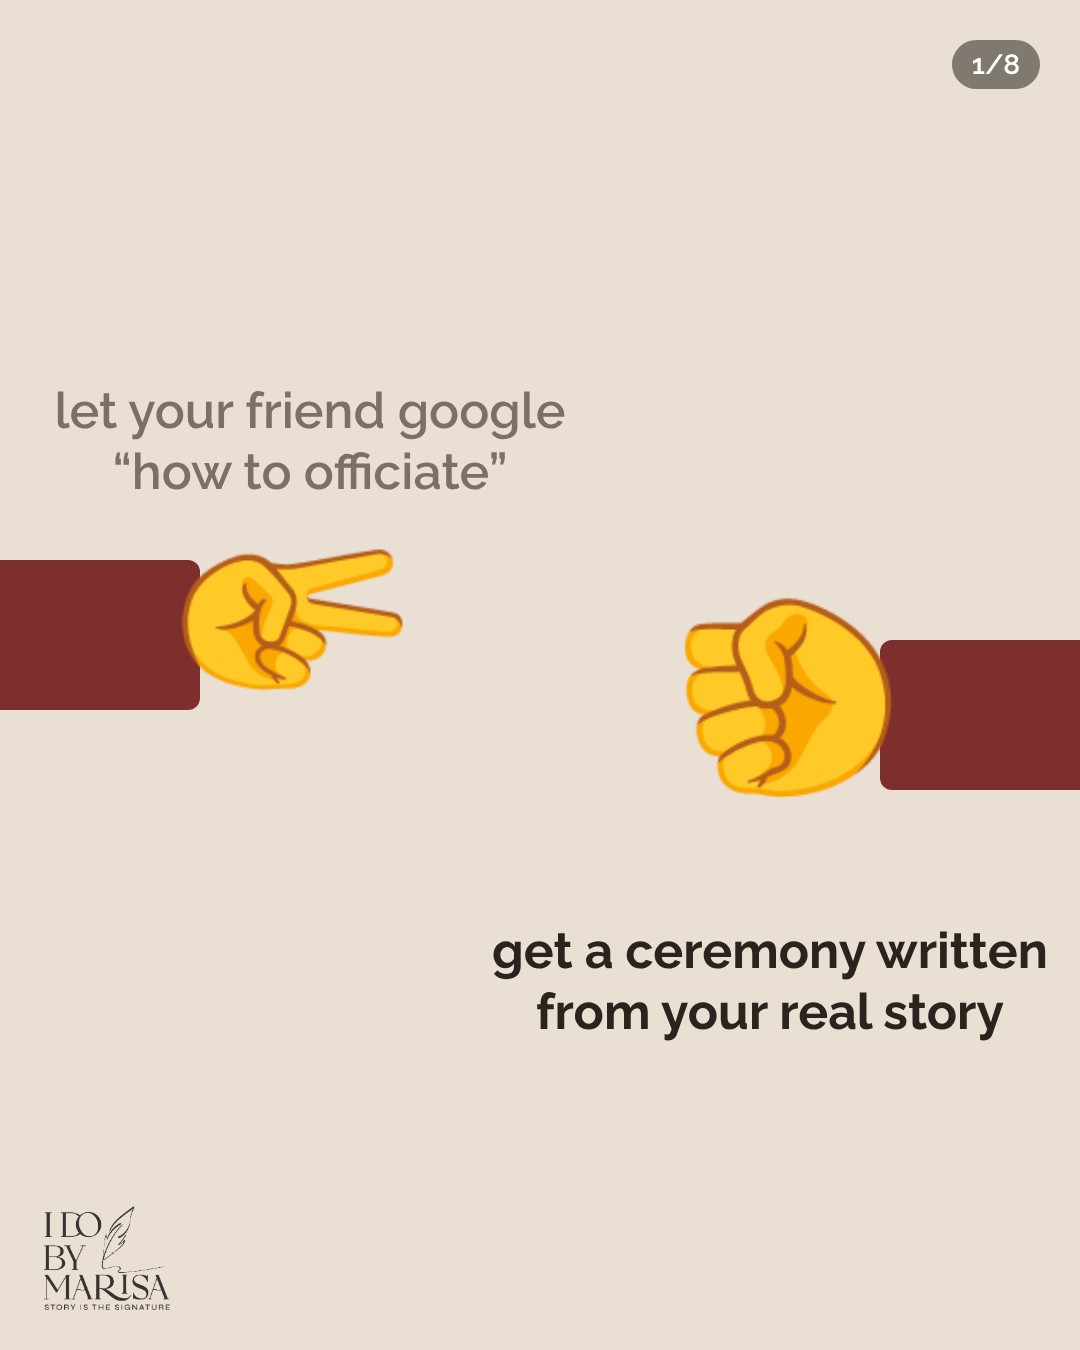 1/8
let your friend google
“how to officiate”
get a ceremony written
from your real story
I DO
BY
MARISA
STORY IS THE SIGNATURE